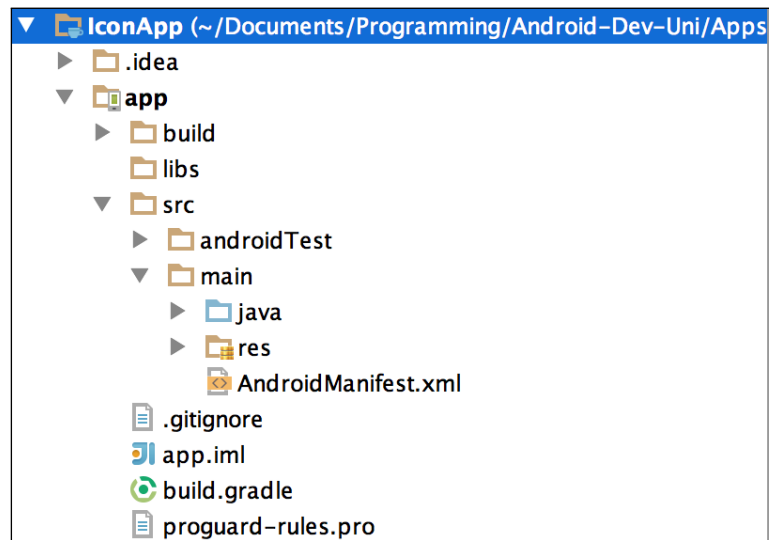 IconApp (~/Documents/Programming/Android-Dev-Uni/Apps
.idea
app
build
libs
src
androidTest
main
java
res
AndroidManifest.xml
.gitignore
app.iml
build.gradle
proguard-rules.pro